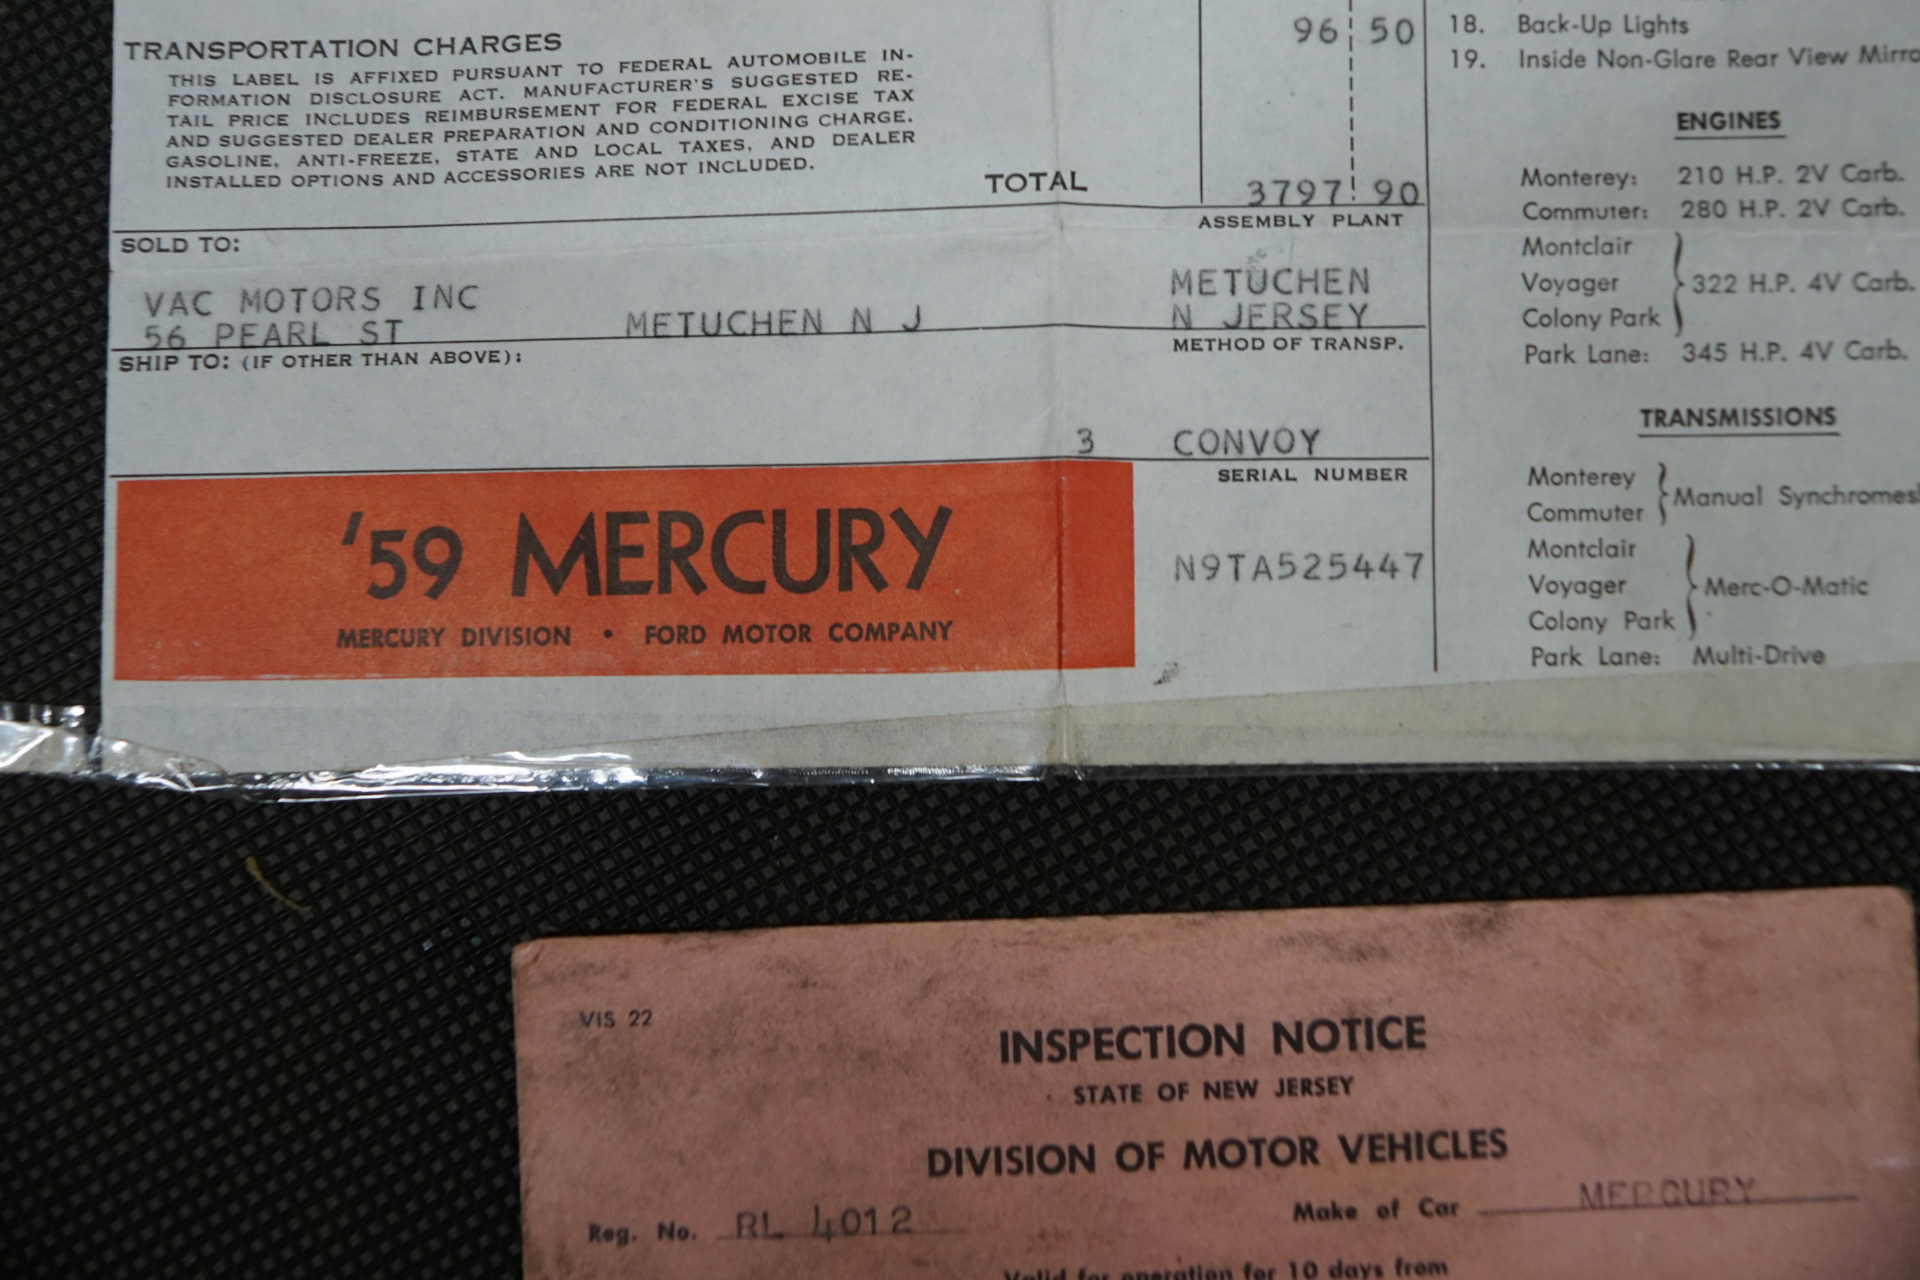 TRANSPORTATION CHARGES
96 50
THIS LABEL IS AFFIXED PURSUANT TO FEDERAL AUTOMOBILE IN-
FORMATION DISCLOSURE ACT. MANUFACTURER'S SUGGESTED RE-
TAIL PRICE INCLUDES REIMBURSEMENT FOR FEDERAL EXCISE TAX
AND SUGGESTED DEALER PREPARATION AND CONDITIONING CHARGE.
GASOLINE, ANTI-FREEZE, STATE AND LOCAL TAXES, AND DEALER
INSTALLED OPTIONS AND ACCESSORIES ARE NOT INCLUDED.
TOTAL 3797 90
SOLD TO:
VAC MOTORS INC
56 PEARL ST METUCHEN N J
ASSEMBLY PLANT
METUCHEN
N JERSEY
SHIP TO: (IF OTHER THAN ABOVE):
METHOD OF TRANSP.
3 CONVOY
SERIAL NUMBER
N9TA525447
'59 MERCURY
MERCURY DIVISION • FORD MOTOR COMPANY
18. Back-Up Lights
19. Inside Non-Glare Rear View
ENGINES
Monterey: 210 H.P. 2V Carb.
Commuter: 280 H.P. 2V Carb.
Montclair
Voyager 322 H.P. 4V Carb.
Colony Park
Park Lane: 345 H.P. 4V Carb.
TRANSMISSIONS
Monterey
Commuter Manual
Montclair
Voyager Merc-O-Matic
Colony Park
Park Lane: Multi-Drive
VIS 22
INSPECTION NOTICE
STATE OF NEW JERSEY
DIVISION OF MOTOR VEHICLES
Reg. No. RL 4012 Make of Car MERCURY
Valid for operation for 10 days from